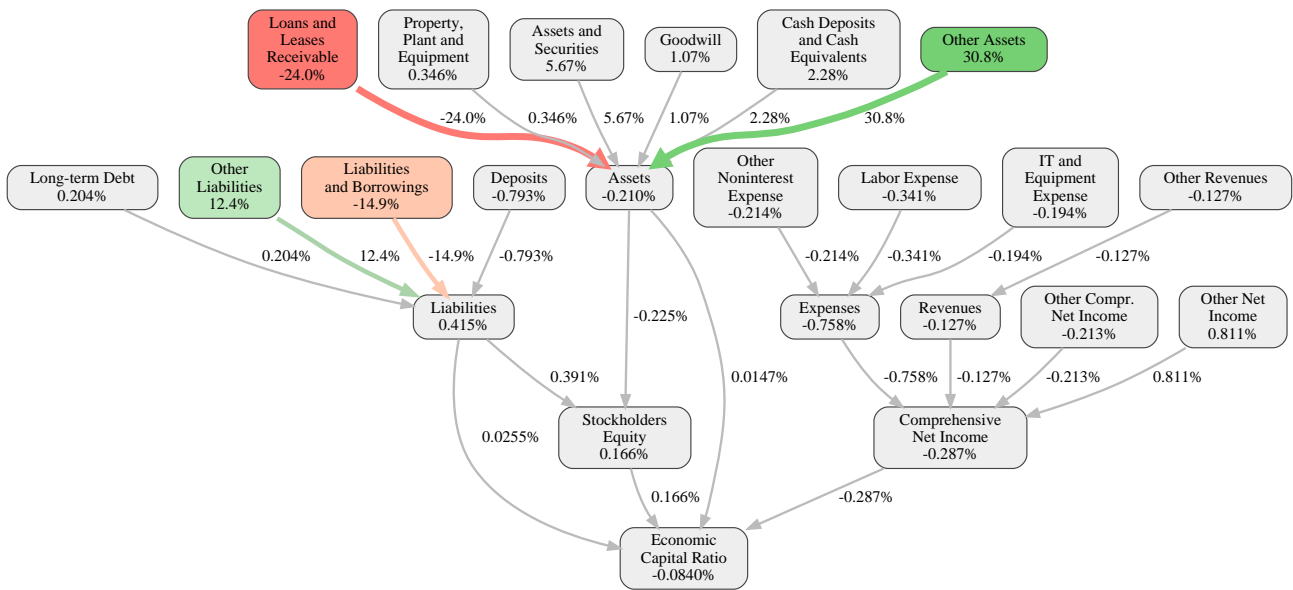 Loans and
Leases
Receivable
-24.0%
Property,
Plant and
Equipment
0.346%
Assets and
Securities
5.67%
Goodwill
1.07%
Cash Deposits
and Cash
Equivalents
2.28%
Other Assets
30.8%
-24.0%
0.346%
5.67%
1.07%
2.28%
30.8%
Long-term Debt
0.204%
Other
Liabilities
12.4%
Liabilities
and Borrowings
-14.9%
Deposits
-0.793%
Assets
-0.210%
Other
Noninterest
Expense
-0.214%
Labor Expense
-0.341%
IT and
Equipment
Expense
-0.194%
Other Revenues
-0.127%
0.204%
12.4%
-14.9%
-0.793%
-0.214%
-0.341%
-0.194%
-0.127%
Liabilities
0.415%
-0.225%
Expenses
-0.758%
Revenues
-0.127%
Other Compr.
Net Income
-0.213%
Other Net
Income
0.811%
0.391%
0.0147%
-0.758%
-0.127%
-0.213%
0.811%
0.0255%
Stockholders
Equity
0.166%
Comprehensive
Net Income
-0.287%
0.166%
-0.287%
Economic
Capital Ratio
-0.0840%